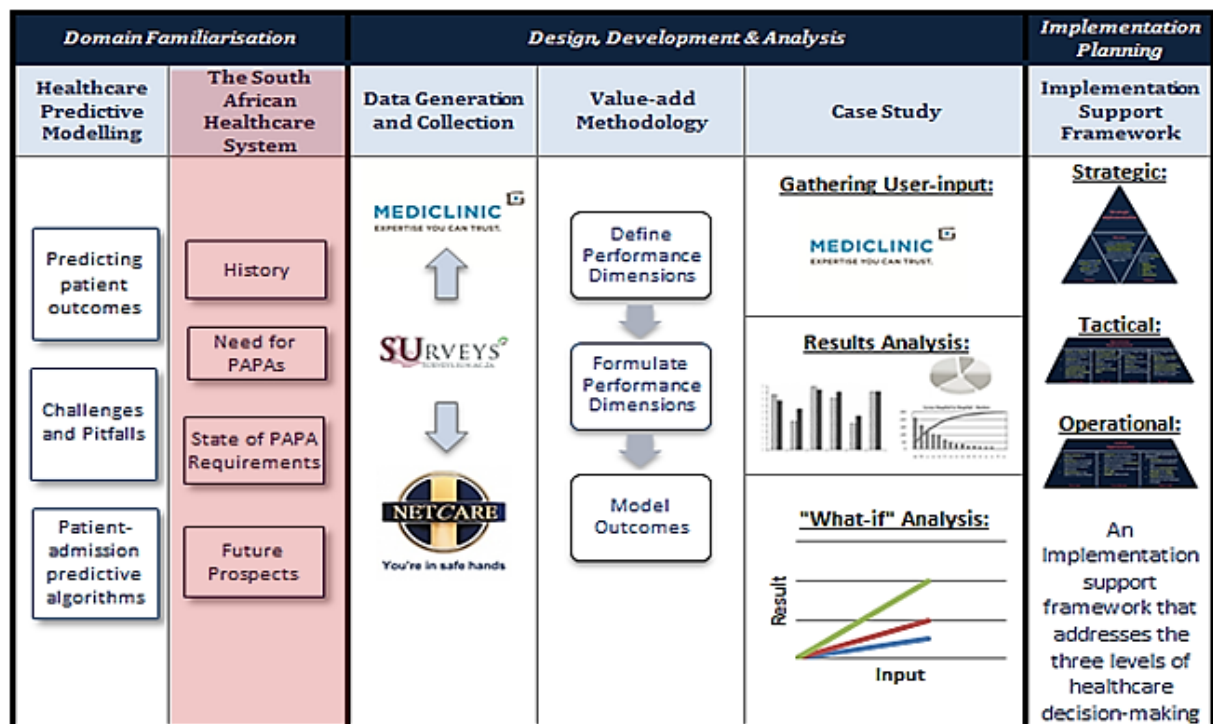 Domain Familiarisation
Design, Development & Analysis
Implementation
Planning
Healthcare
Predictive
Modelling
The South
African
Healthcare
System
Data Generation
and Collection
Value-add
Methodology
Case Study
Implementation
Support
Framework
Predicting
patient
outcomes
Challenges
and Pitfalls
Patient-
admission
predictive
algorithms
History
Need for
PAPAs
State of PAPA
Requirements
Future
Prospects
MEDICLINIC
EXPERTISE YOU CAN TRUST.
SURVEYS
NETCARE
You're in safe hands
Define
Performance
Dimensions
Formulate
Performance
Dimensions
Model
Outcomes
Gathering User-input:
MEDICLINIC
EXPERTISE YOU CAN TRUST.
Results Analysis:
"What-if" Analysis:
Result
Input
Strategic:
Tactical:
Operational:
An
Implementation
support
framework that
addresses the
three levels of
healthcare
decision-making